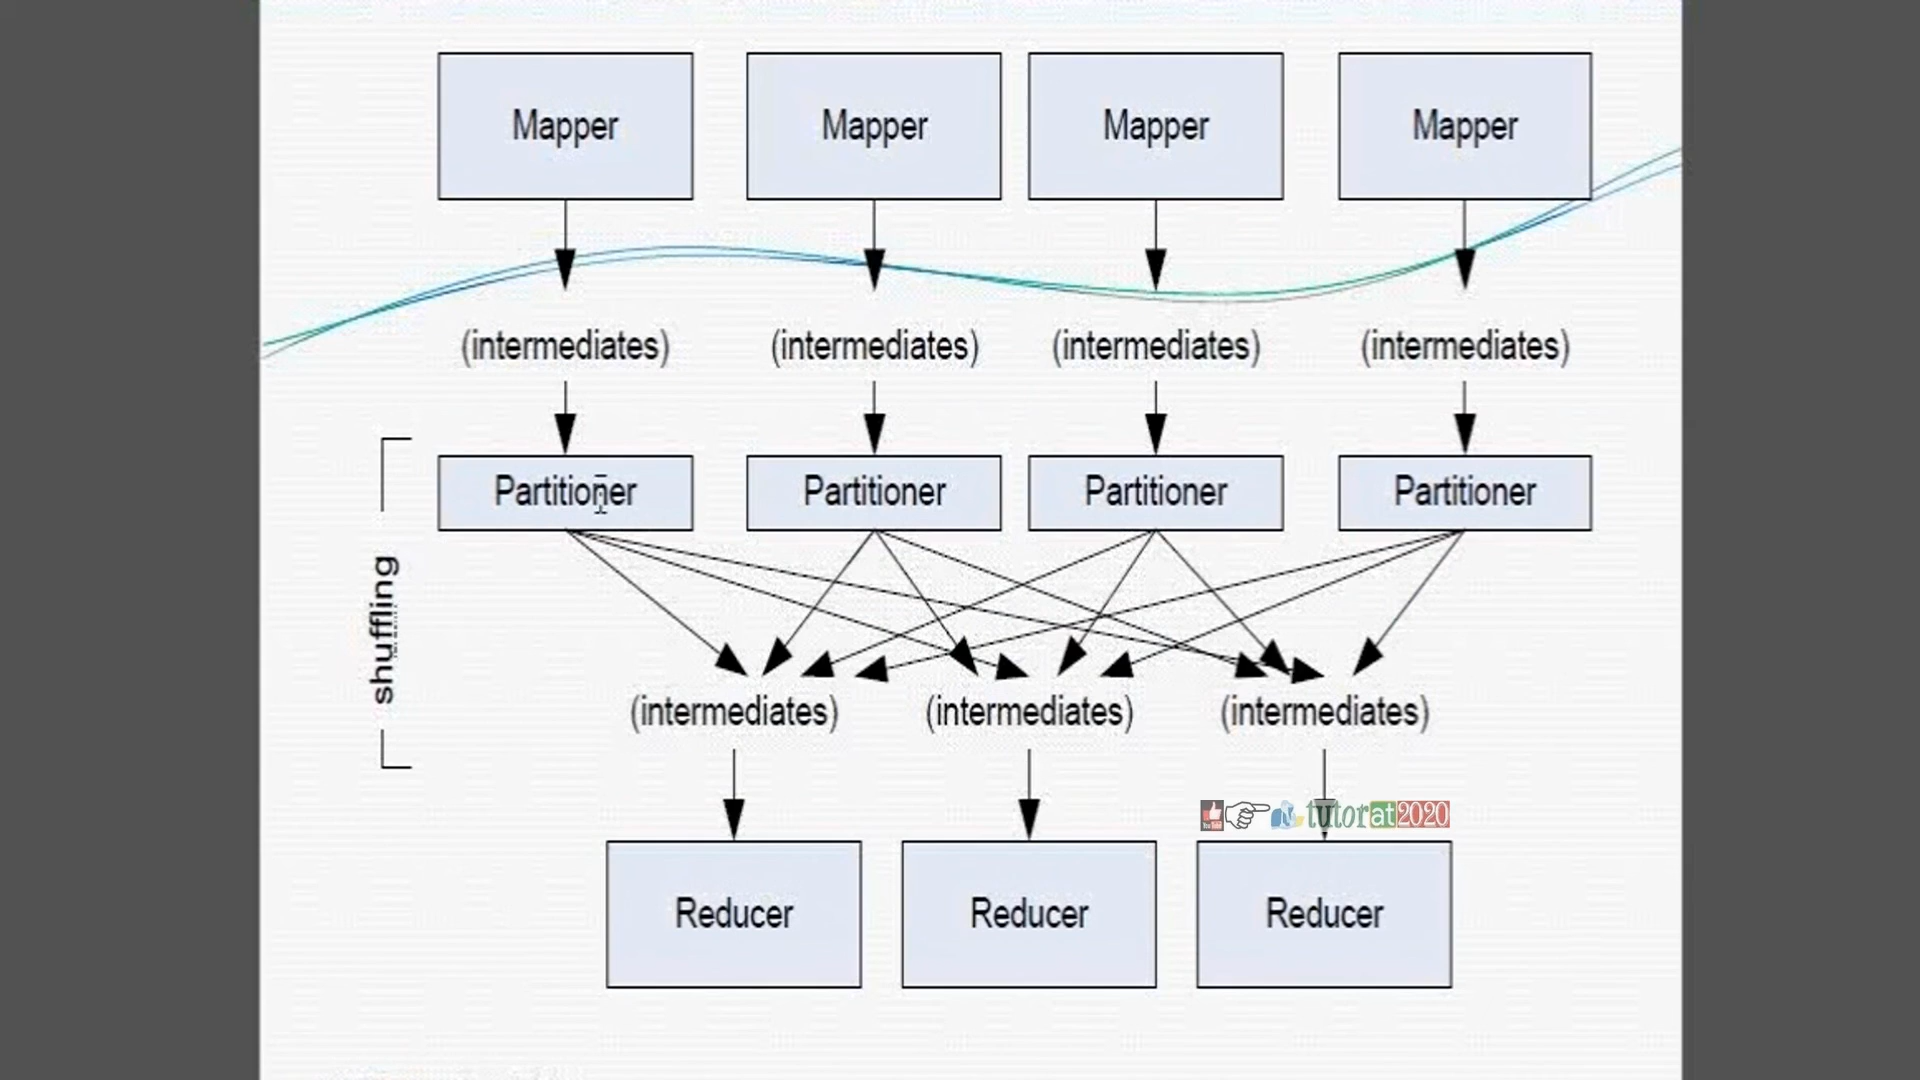 Mapper Mapper Mapper Mapper
(intermediates) (intermediates) (intermediates) (intermediates)
Partitioner Partitioner Partitioner Partitioner
shuffling
(intermediates) (intermediates) (intermediates)
tutorat2020
Reducer Reducer Reducer